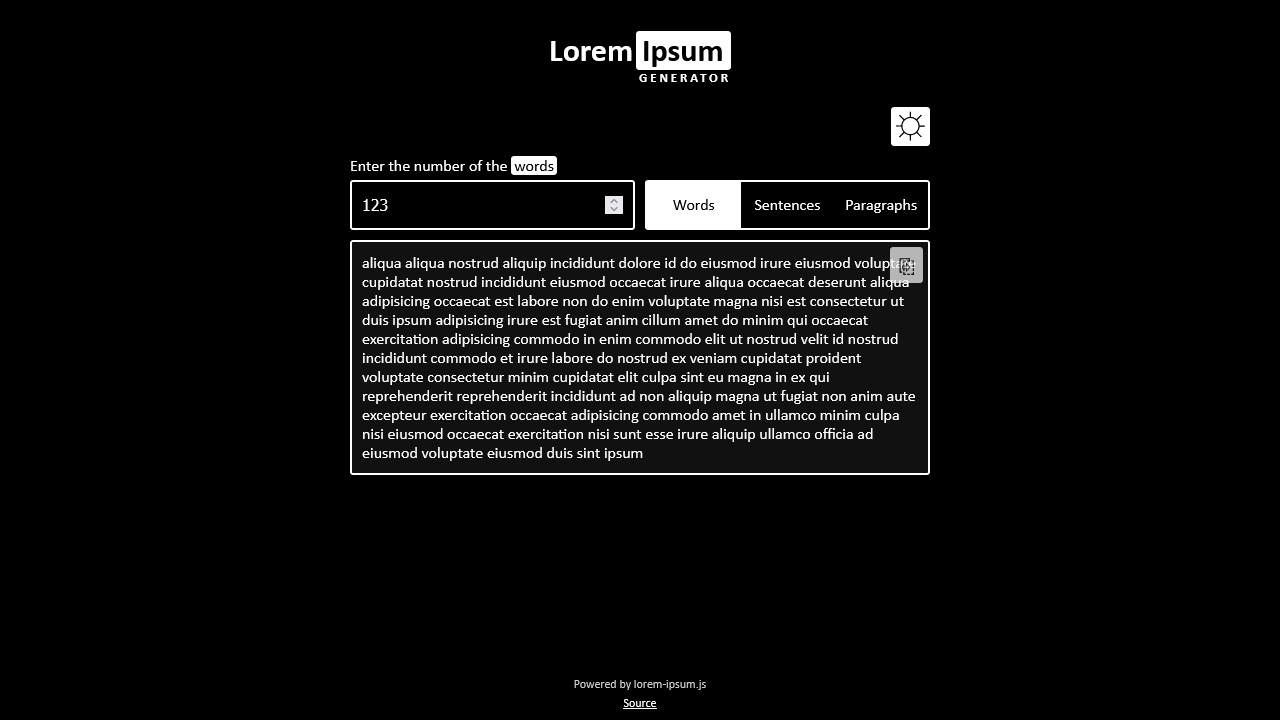 Lorem Ipsum
GENERATOR
Enter the number of the words
123
Words Sentences Paragraphs
aliqua aliqua nostrud aliquip incididunt dolore id do eiusmod irure eiusmod voluptate
cupidatat nostrud incididunt eiusmod occaecat irure aliqua occaecat deserunt aliqua
adipisicing occaecat est labore non do enim voluptate magna nisi est consectetur ut
duis ipsum adipisicing irure est fugiat anim cillum amet do minim qui occaecat
exercitation adipisicing commodo in enim commodo elit ut nostrud velit id nostrud
incididunt commodo et irure labore do nostrud ex veniam cupidatat proident
voluptate consectetur minim cupidatat elit culpa sint eu magna in ex qui
reprehenderit reprehenderit incididunt ad non aliquip magna ut fugiat non anim aute
excepteur exercitation occaecat adipisicing commodo amet in ullamco minim culpa
nisi eiusmod occaecat exercitation nisi sunt esse irure aliquip ullamco officia ad
eiusmod voluptate eiusmod duis sint ipsum
Powered by lorem-ipsum.js
Source